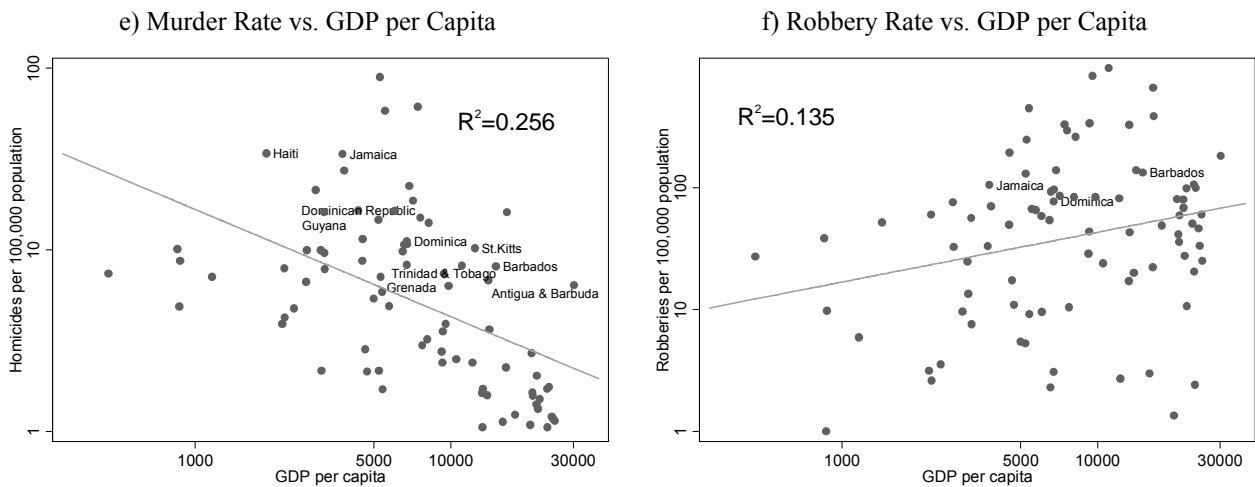 e) Murder Rate vs. GDP per Capita
Homicides per 100,000 population
100
10
1
R²=0.256
Haiti
Jamaica
Dominican Republic
Guyana
Dominica
St.Kitts
Trinidad & Tobago
Barbados
Grenada
Antigua & Barbuda
1000 5000 10000 30000
GDP per capita
f) Robbery Rate vs. GDP per Capita
Robberies per 100,000 population
100
10
1
R²=0.135
Barbados
Jamaica
Dominica
1000 5000 10000 30000
GDP per capita